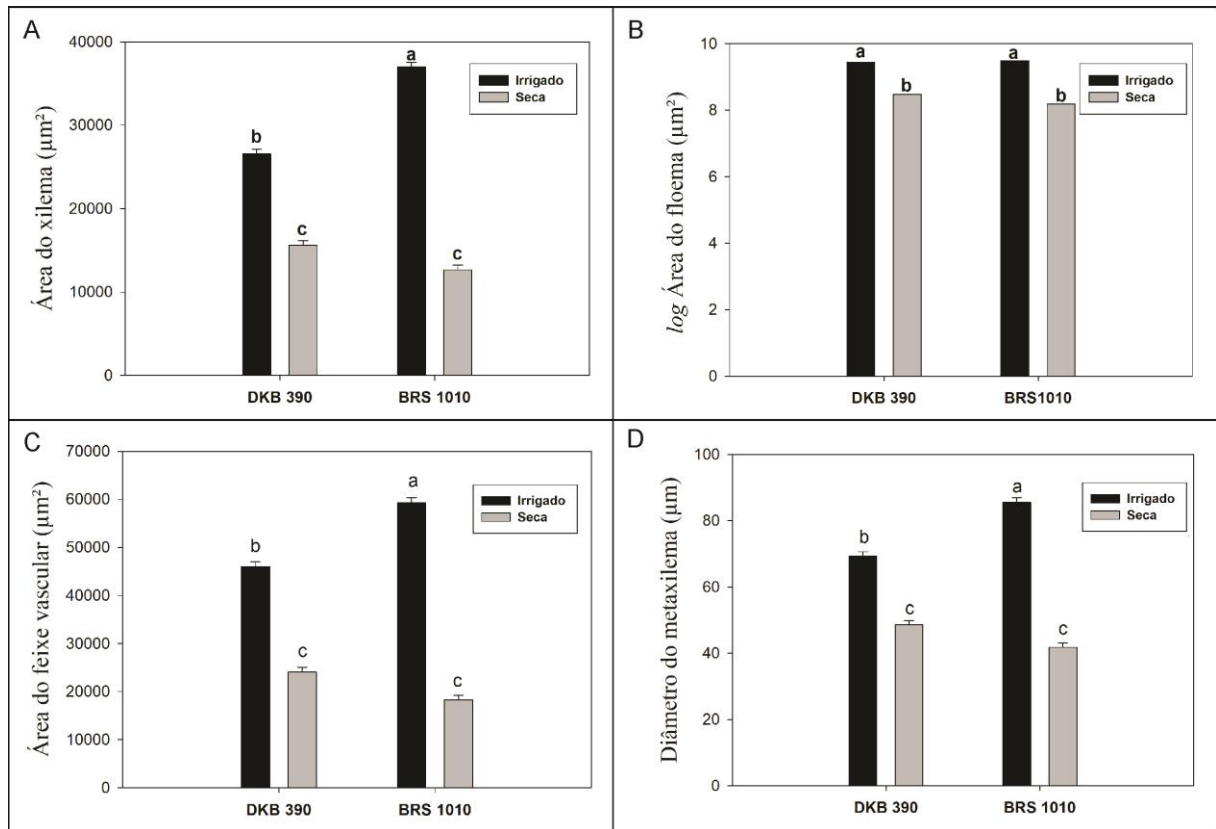 A
Área do xilema (µm²)
40000
30000
20000
10000
0
b
c
a
c
Irrigado
Seca
DKB 390
BRS 1010
B
log Área do floema (µm²)
10
8
6
4
2
0
a
b
a
b
Irrigado
Seca
DKB 390
BRS1010
C
Área do feixe vascular (µm²)
70000
60000
50000
40000
30000
20000
10000
0
b
c
a
c
Irrigado
Seca
DKB 390
BRS 1010
D
Diâmetro do metaxilema (µm)
100
80
60
40
20
0
b
c
a
c
Irrigado
Seca
DKB 390
BRS 1010